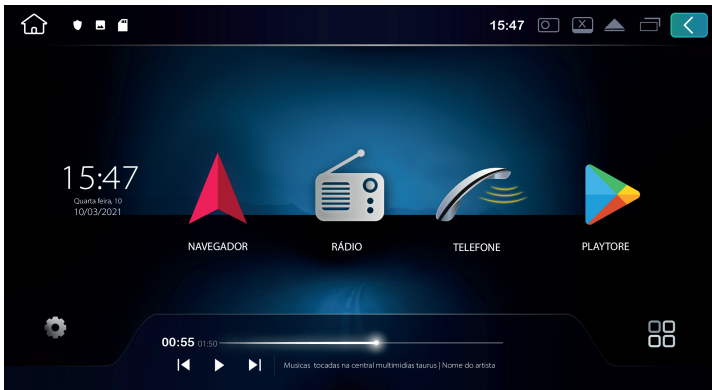 15:47
X
15:47
Quarta feira, 10
10/03/2021
NAVEGADOR
RÁDIO
TELEFONE
PLAYTORE
00:55 01:50
Musicas tocadas na central multimidias taurus | Nome do artista